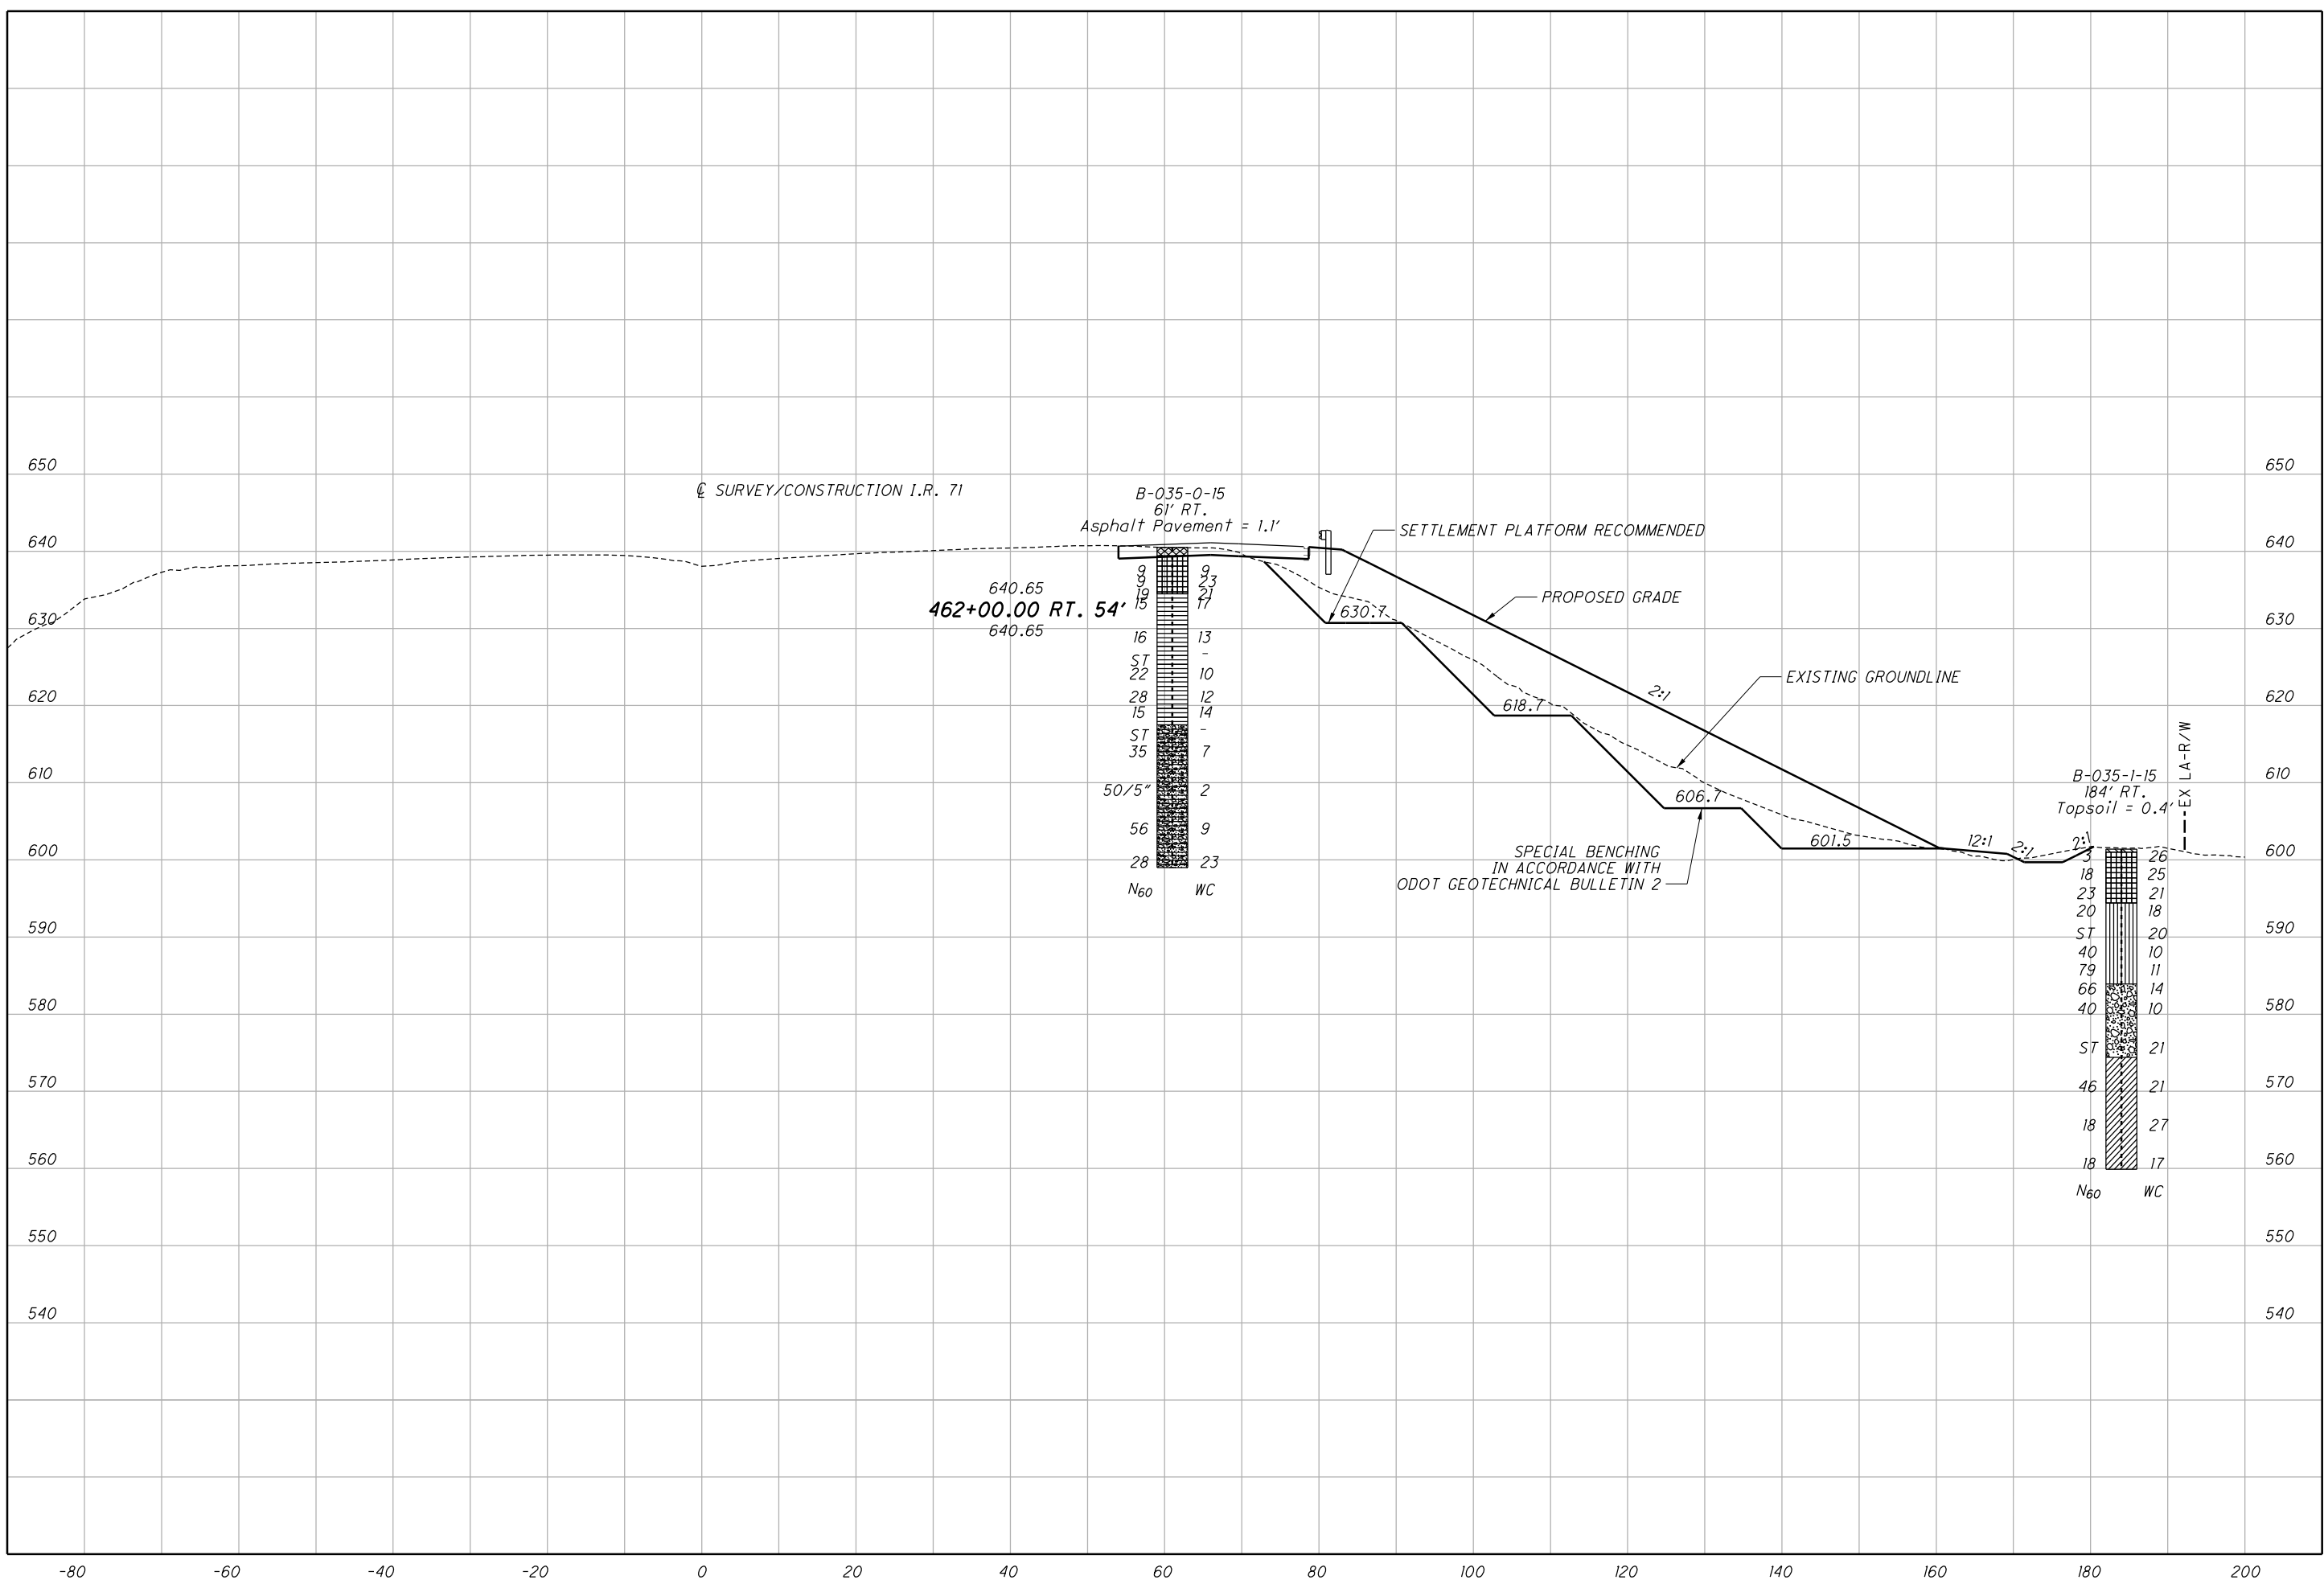 650 650
℄ SURVEY/CONSTRUCTION I.R. 71
B-035-0-15
61' RT.
Asphalt Pavement = 1.1'
SETTLEMENT PLATFORM RECOMMENDED
640 640
9 9
9 23
19 21
15 17
640.65
462+00.00 RT. 54'
640.65
PROPOSED GRADE
630.7
630 630
16 13
ST -
22 10
28 12
15 14
ST -
35 7
50/5" 2
56 9
28 23
N60 WC
EXISTING GROUNDLINE
2:1
620 620
618.7
EX LA-R/W
610 610
B-035-1-15
184' RT.
Topsoil = 0.4'
606.7
601.5
12:1
2:1
2:1
600 600
SPECIAL BENCHING
IN ACCORDANCE WITH
ODOT GEOTECHNICAL BULLETIN 2
3 26
18 25
23 21
20 18
ST 20
40 10
79 11
66 14
40 10
ST 21
46 21
18 27
18 17
N60 WC
590 590
580 580
570 570
560 560
550 550
540 540
-80 -60 -40 -20 0 20 40 60 80 100 120 140 160 180 200